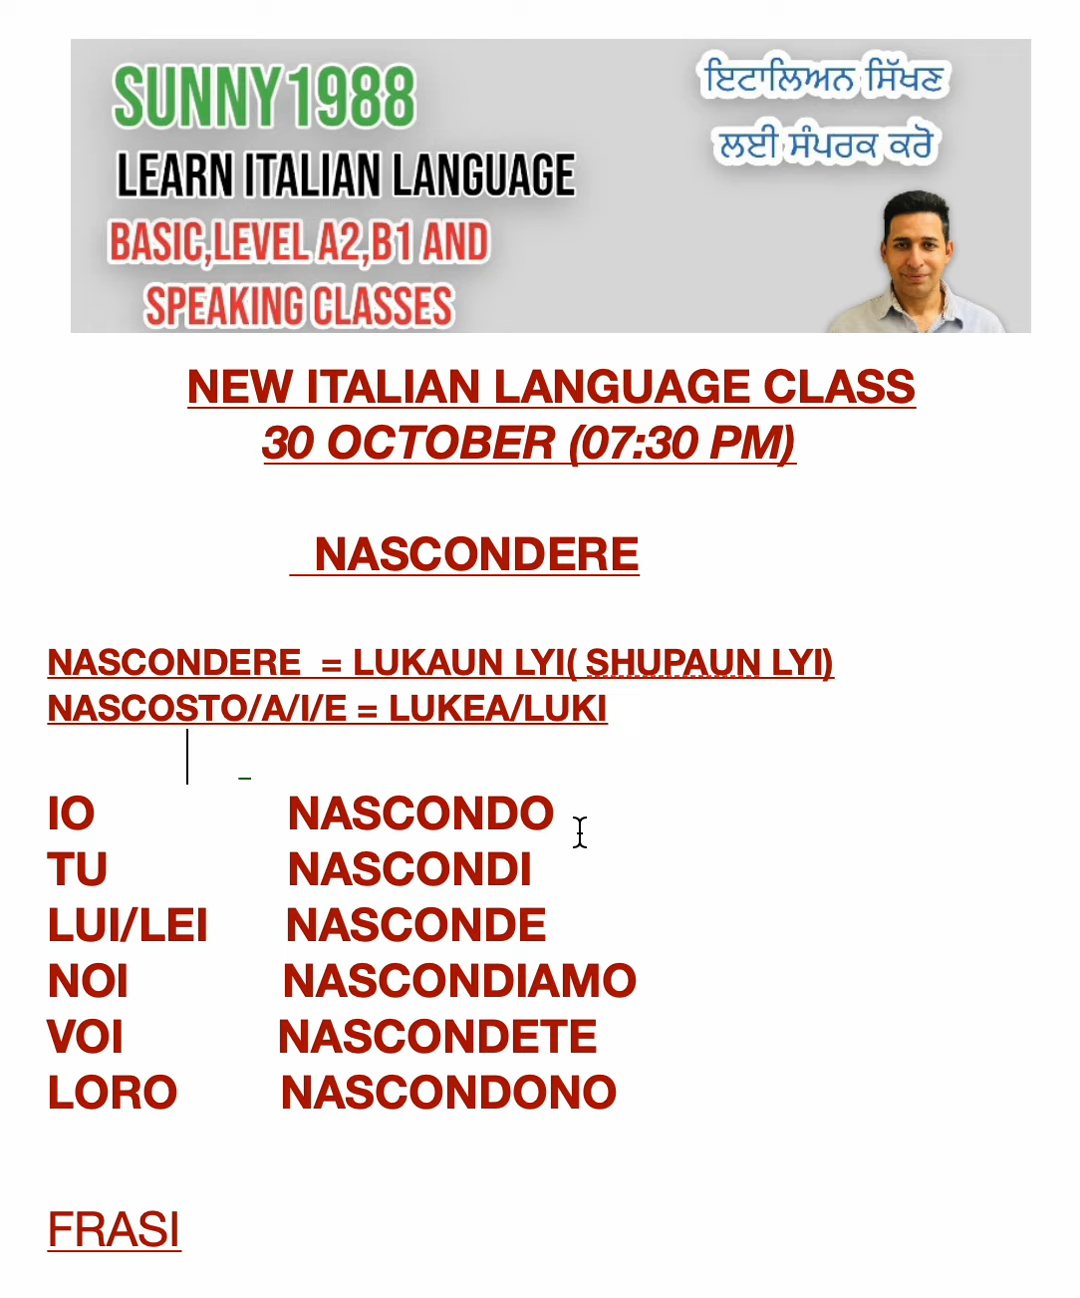 SUNNY1988
LEARN ITALIAN LANGUAGE
BASIC,LEVEL A2,B1 AND
SPEAKING CLASSES
ਇਟਾਲਿਅਨ ਸਿੱਖਣ
ਲਈ ਸੰਪਰਕ ਕਰੋ
NEW ITALIAN LANGUAGE CLASS
30 OCTOBER (07:30 PM)
NASCONDERE
NASCONDERE = LUKAUN LYI( SHUPAUN LYI)
NASCOSTO/A/I/E = LUKEA/LUKI
IO NASCONDO
TU NASCONDI
LUI/LEI NASCONDE
NOI NASCONDIAMO
VOI NASCONDETE
LORO NASCONDONO
FRASI